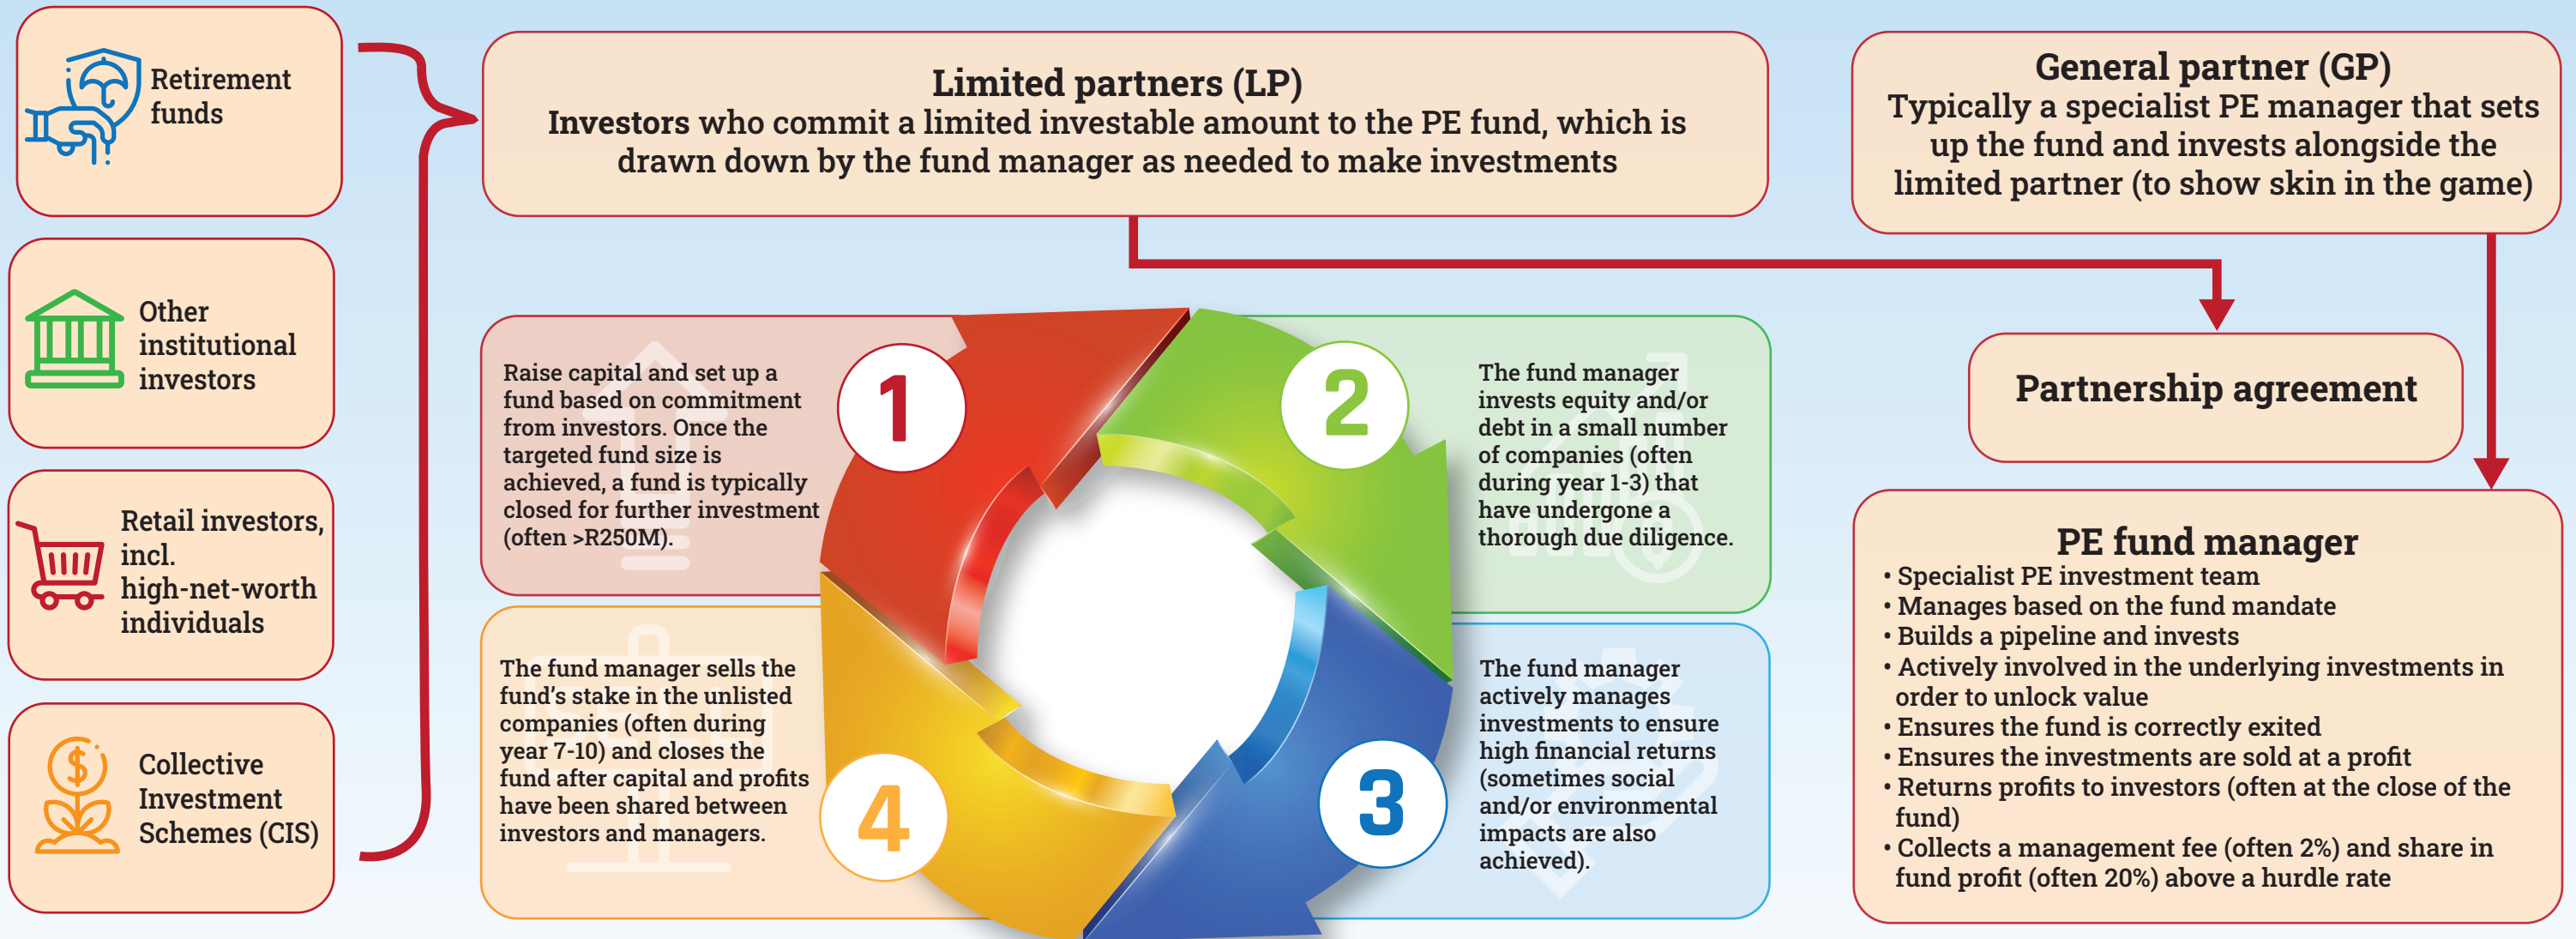 Retirement
funds
Other
institutional
investors
Retail investors,
incl.
high-net-worth
individuals
Collective
Investment
Schemes (CIS)
Limited partners (LP)
Investors who commit a limited investable amount to the PE fund, which is
drawn down by the fund manager as needed to make investments
General partner (GP)
Typically a specialist PE manager that sets
up the fund and invests alongside the
limited partner (to show skin in the game)
Raise capital and set up a
fund based on commitment
from investors. Once the
targeted fund size is
achieved, a fund is typically
closed for further investment
(often >R250M).
1
2
The fund manager
invests equity and/or
debt in a small number
of companies (often
during year 1-3) that
have undergone a
thorough due diligence.
3
The fund manager
actively manages
investments to ensure
high financial returns
(sometimes social
and/or environmental
impacts are also
achieved).
The fund manager sells the
fund's stake in the unlisted
companies (often during
year 7-10) and closes the
fund after capital and profits
have been shared between
investors and managers.
4
Partnership agreement
PE fund manager
• Specialist PE investment team
• Manages based on the fund mandate
• Builds a pipeline and invests
• Actively involved in the underlying investments in
order to unlock value
• Ensures the fund is correctly exited
• Ensures the investments are sold at a profit
• Returns profits to investors (often at the close of the
fund)
• Collects a management fee (often 2%) and share in
fund profit (often 20%) above a hurdle rate